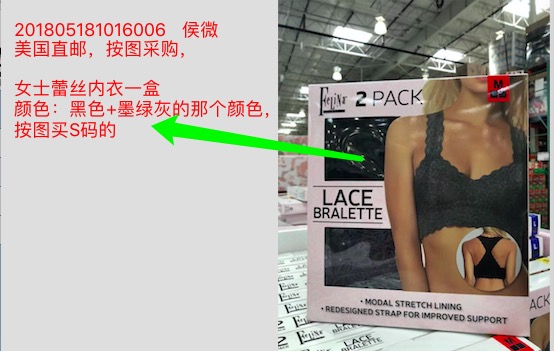 201805181016006 侯微
美国直邮，按图采购，
女士蕾丝内衣一盒
颜色：黑色+墨绿灰的那个颜色，
按图买S码的
Felina 2 PACK
M
LACE
BRALETTE
• MODAL STRETCH LINING
• REDESIGNED STRAP FOR IMPROVED SUPPORT
LACE
BRALETTE